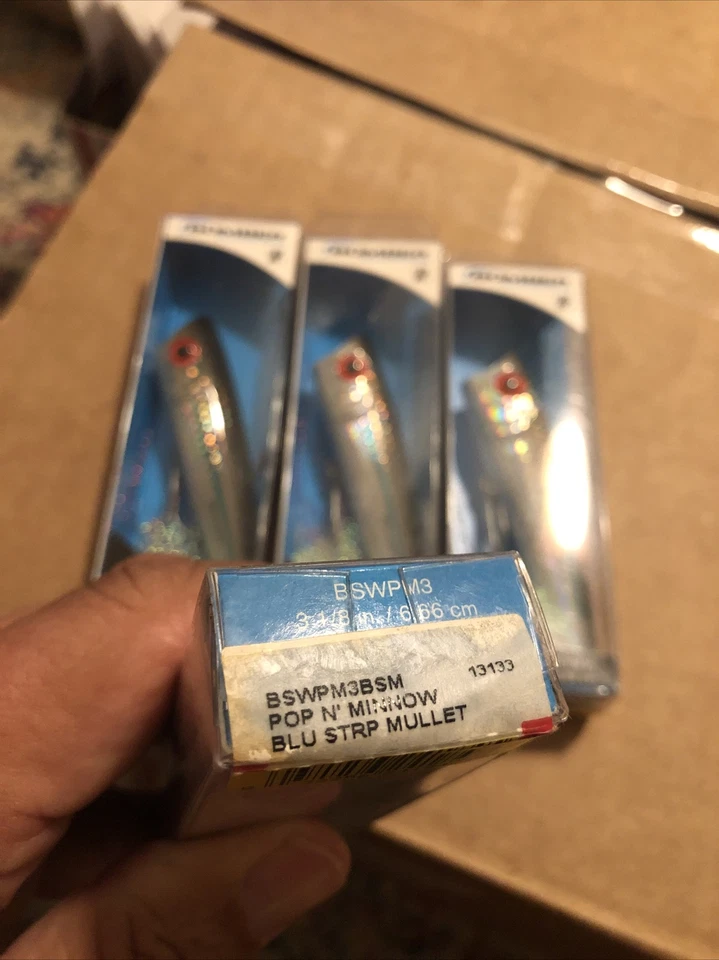 BSWPM3
3 1/8 in. / 6.66 cm
BSWPM3BSM 13133
POP N' MINNOW
BLU STRP MULLET